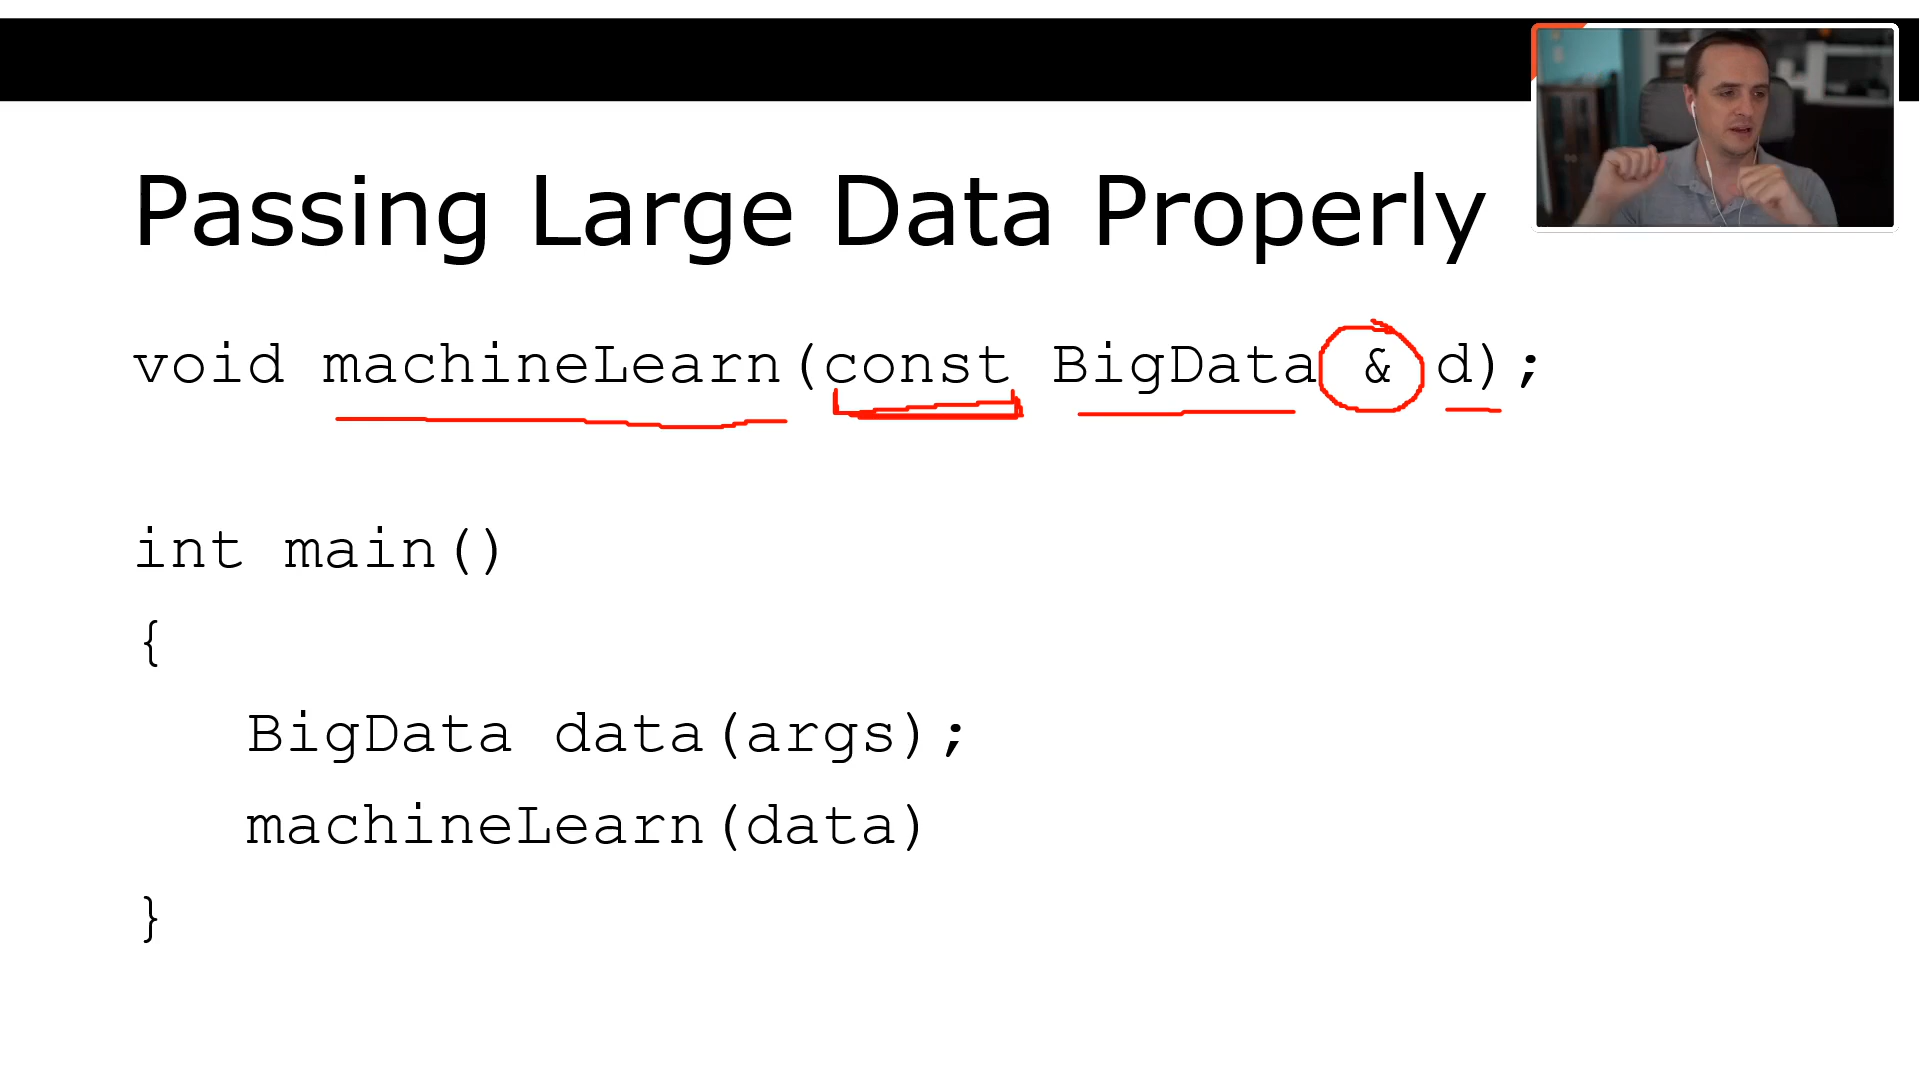 Passing Large Data Properly
void machineLearn(const BigData & d);
int main()
{
BigData data(args);
machineLearn(data)
}